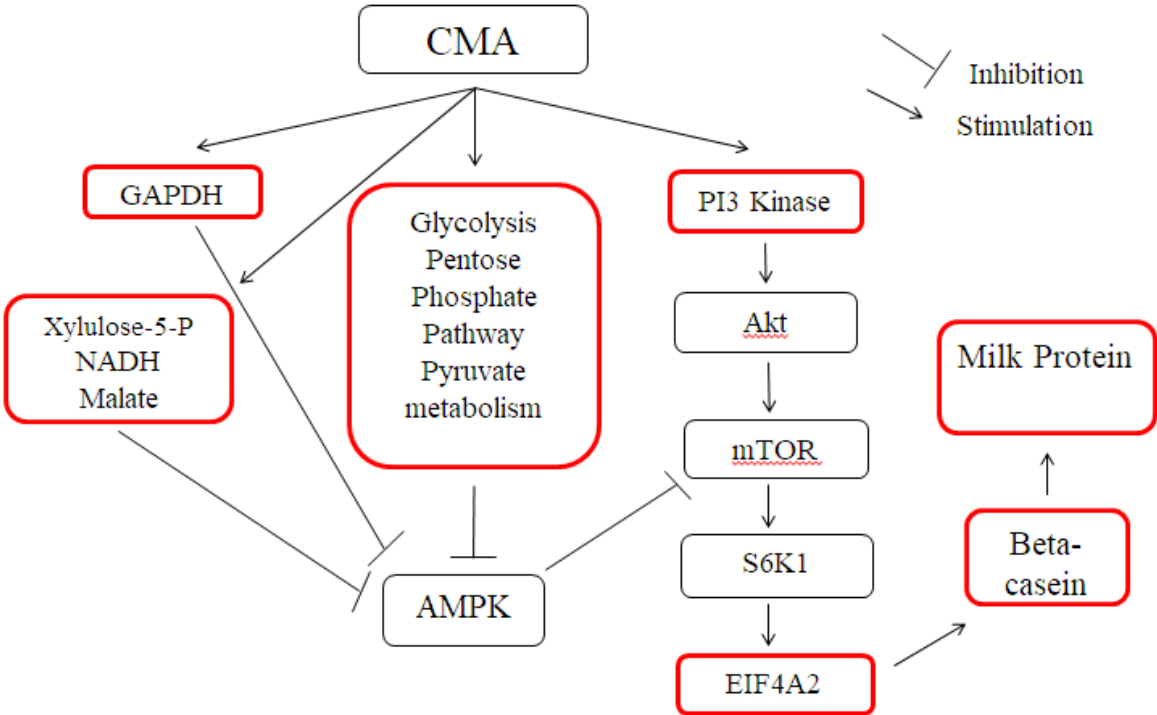 CMA
Inhibition
Stimulation
GAPDH
Glycolysis
Pentose
Phosphate
Pathway
Pyruvate
metabolism
PI3 Kinase
Xylulose-5-P
NADH
Malate
Akt
Milk Protein
mTOR
S6K1
Beta-
casein
AMPK
EIF4A2